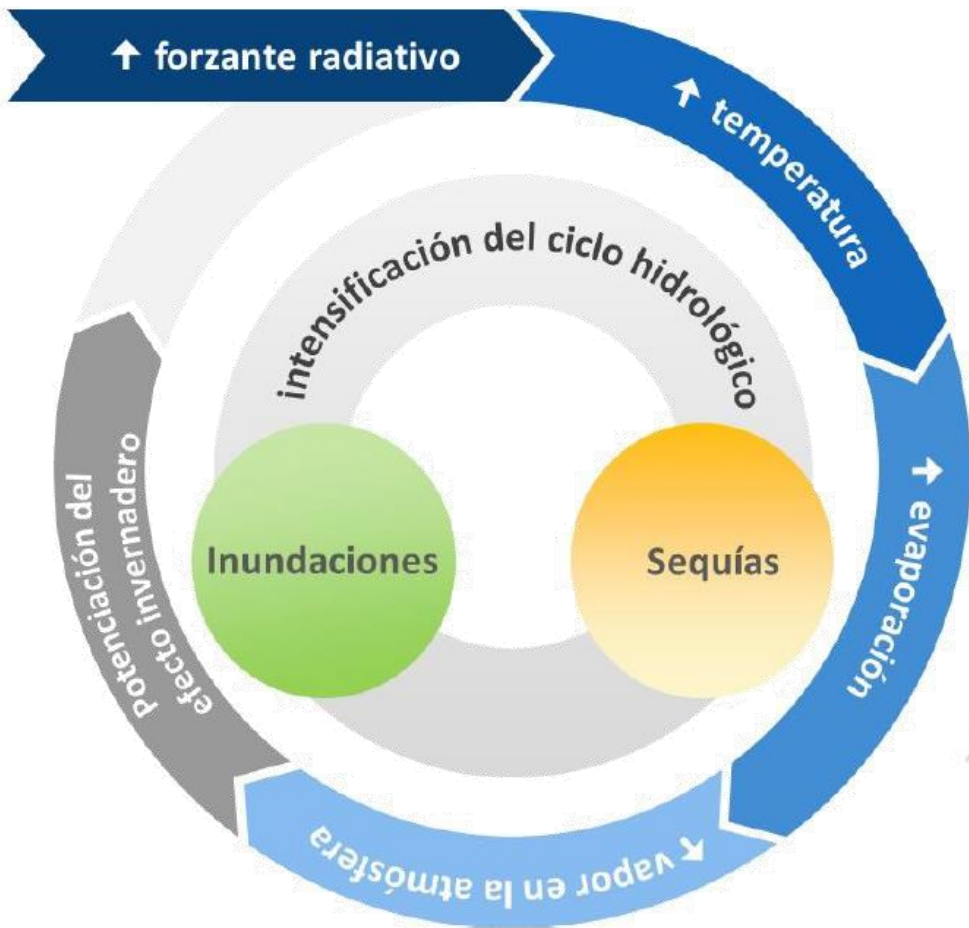 ↑ forzante radiativo
↑ temperatura
↑ evaporación
↑ vapor en la atmósfera
Potenciación del
efecto invernadero
intensificación del ciclo hidrológico
Inundaciones
Sequías